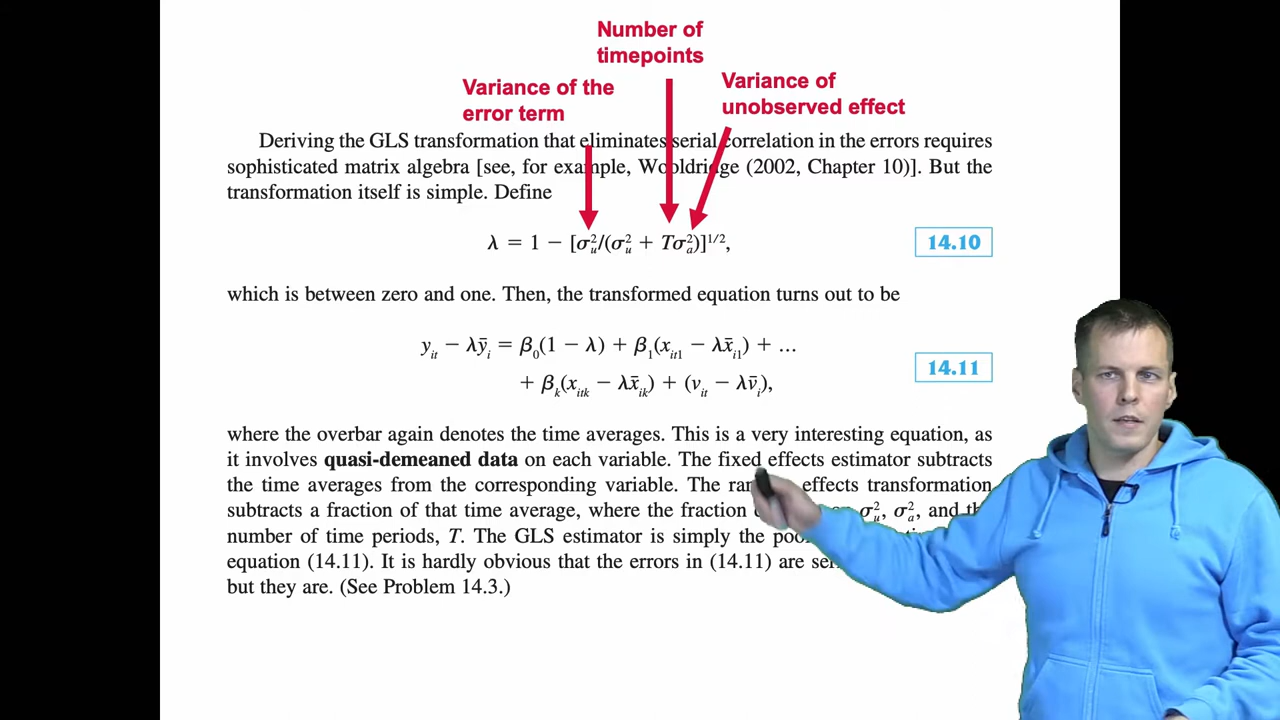 Number of
timepoints
Variance of the
error term
Variance of
unobserved effect
Deriving the GLS transformation that eliminates serial correlation in the errors requires
sophisticated matrix algebra [see, for example, Wooldridge (2002, Chapter 10)]. But the
transformation itself is simple. Define
λ = 1 − [σ²ᵤ/(σ²ᵤ + Tσ²ₐ)]¹/², 14.10
which is between zero and one. Then, the transformed equation turns out to be
yᵢₜ − λȳᵢ = β₀(1 − λ) + β₁(xᵢₜ₁ − λx̄ᵢ₁) + ...
+ βₖ(xᵢₜₖ − λx̄ᵢₖ) + (vᵢₜ − λv̄ᵢ), 14.11
where the overbar again denotes the time averages. This is a very interesting equation, as
it involves quasi-demeaned data on each variable. The fixed effects estimator subtracts
the time averages from the corresponding variable. The effects transformation
subtracts a fraction of that time average, where the fraction σ²ᵤ, σ²ₐ, and
number of time periods, T. The GLS estimator is simply the
equation (14.11). It is hardly obvious that the errors in (14.11) are
but they are. (See Problem 14.3.)